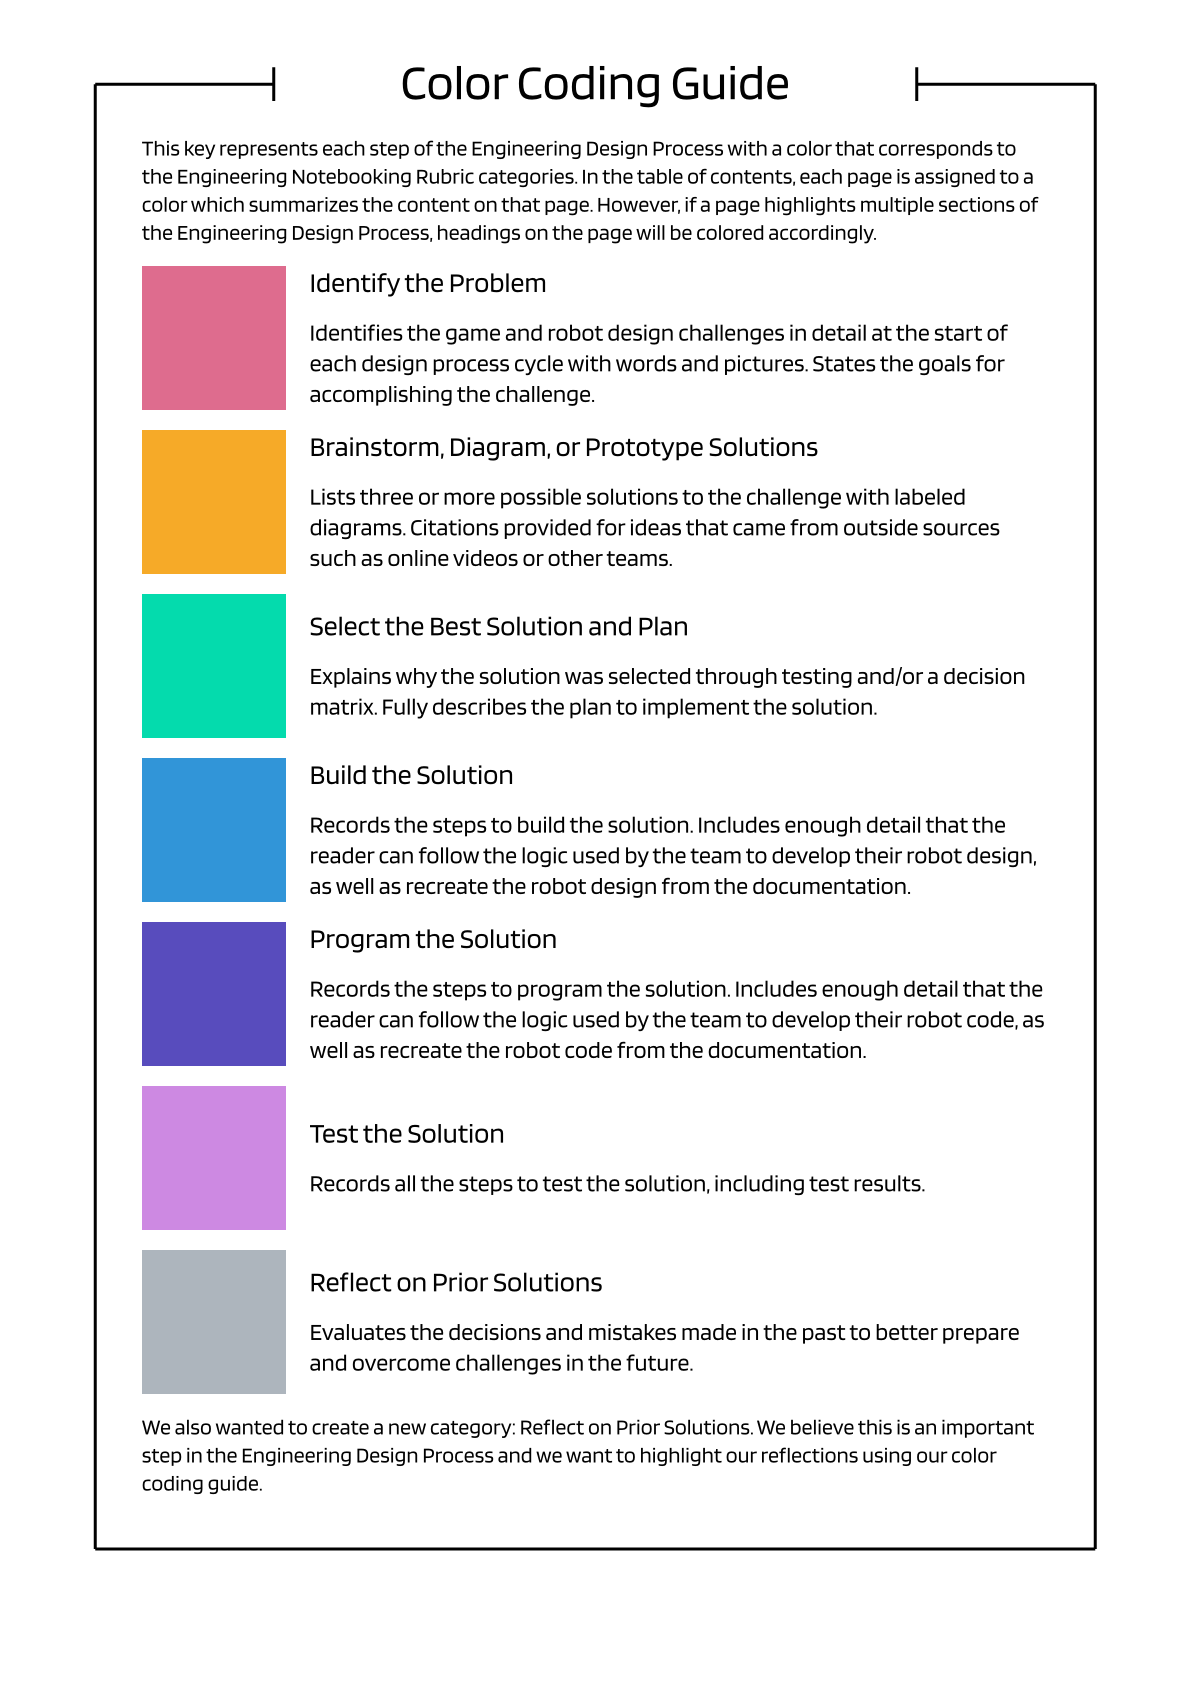 Color Coding Guide
This key represents each step of the Engineering Design Process with a color that corresponds to
the Engineering Notebooking Rubric categories. In the table of contents, each page is assigned to a
color which summarizes the content on that page. However, if a page highlights multiple sections of
the Engineering Design Process, headings on the page will be colored accordingly.
Identify the Problem
Identifies the game and robot design challenges in detail at the start of
each design process cycle with words and pictures. States the goals for
accomplishing the challenge.
Brainstorm, Diagram, or Prototype Solutions
Lists three or more possible solutions to the challenge with labeled
diagrams. Citations provided for ideas that came from outside sources
such as online videos or other teams.
Select the Best Solution and Plan
Explains why the solution was selected through testing and/or a decision
matrix. Fully describes the plan to implement the solution.
Build the Solution
Records the steps to build the solution. Includes enough detail that the
reader can follow the logic used by the team to develop their robot design,
as well as recreate the robot design from the documentation.
Program the Solution
Records the steps to program the solution. Includes enough detail that the
reader can follow the logic used by the team to develop their robot code, as
well as recreate the robot code from the documentation.
Test the Solution
Records all the steps to test the solution, including test results.
Reflect on Prior Solutions
Evaluates the decisions and mistakes made in the past to better prepare
and overcome challenges in the future.
We also wanted to create a new category: Reflect on Prior Solutions. We believe this is an important
step in the Engineering Design Process and we want to highlight our reflections using our color
coding guide.